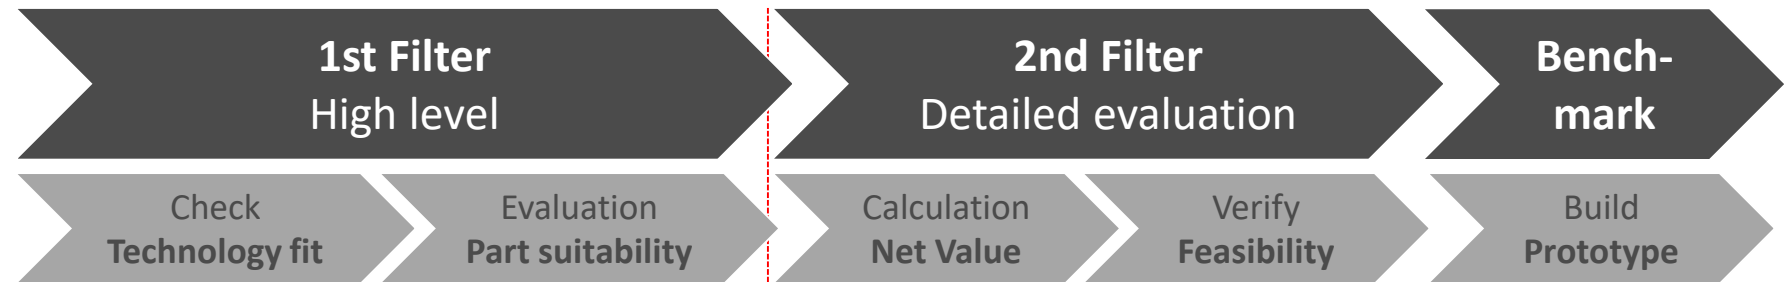 1st Filter
High level
2nd Filter
Detailed evaluation
Bench-
mark
Check
Technology fit
Evaluation
Part suitability
Calculation
Net Value
Verify
Feasibility
Build
Prototype